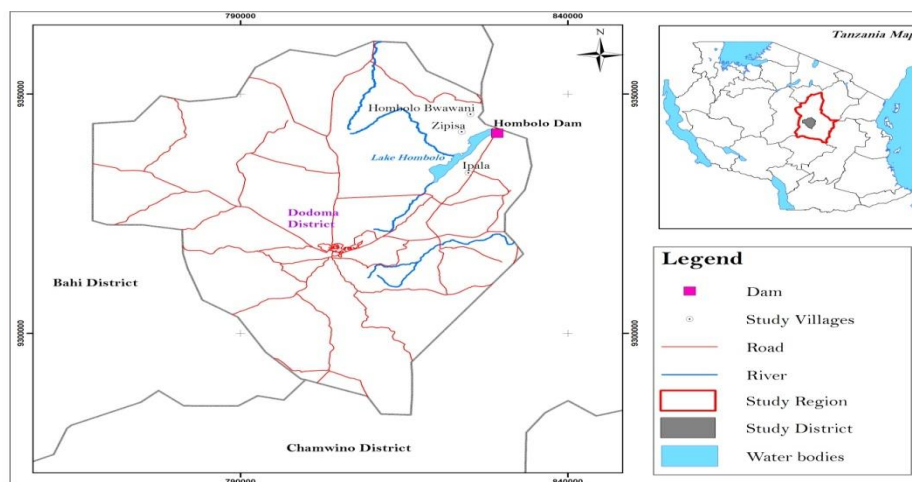 790000
840000
9350000
9350000
N
Hombolo Bwawani
Zipisa
Hombolo Dam
Lake Hombolo
Ipala
Dodoma
District
Bahi District
9300000
9300000
Chamwino District
790000
840000
Tanzania Map
Legend
Dam
Study Villages
Road
River
Study Region
Study District
Water bodies